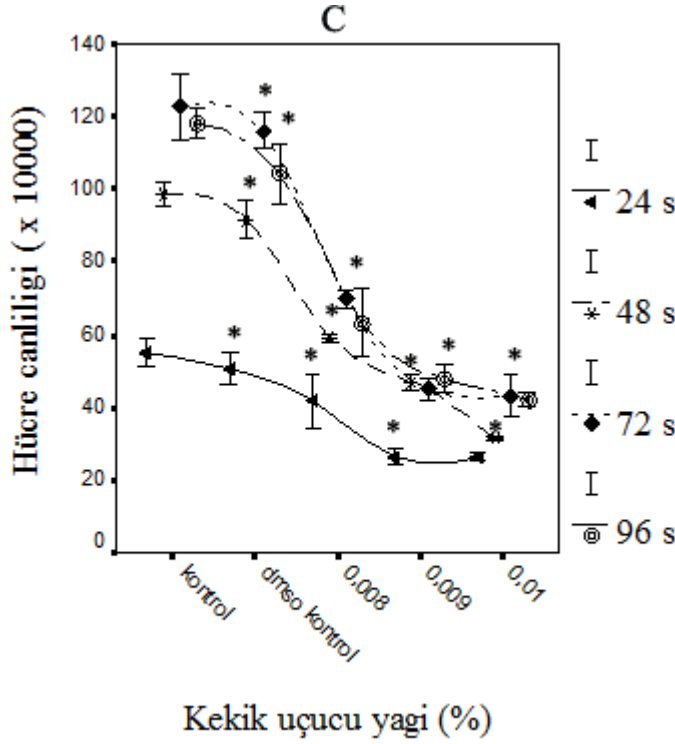 C
Hücre canliligi ( x 10000)
140
120
100
80
60
40
20
0
kontrol
dmso kontrol
0,008
0,009
0,01
Kekik uçucu yagi (%)
24 s
48 s
72 s
96 s